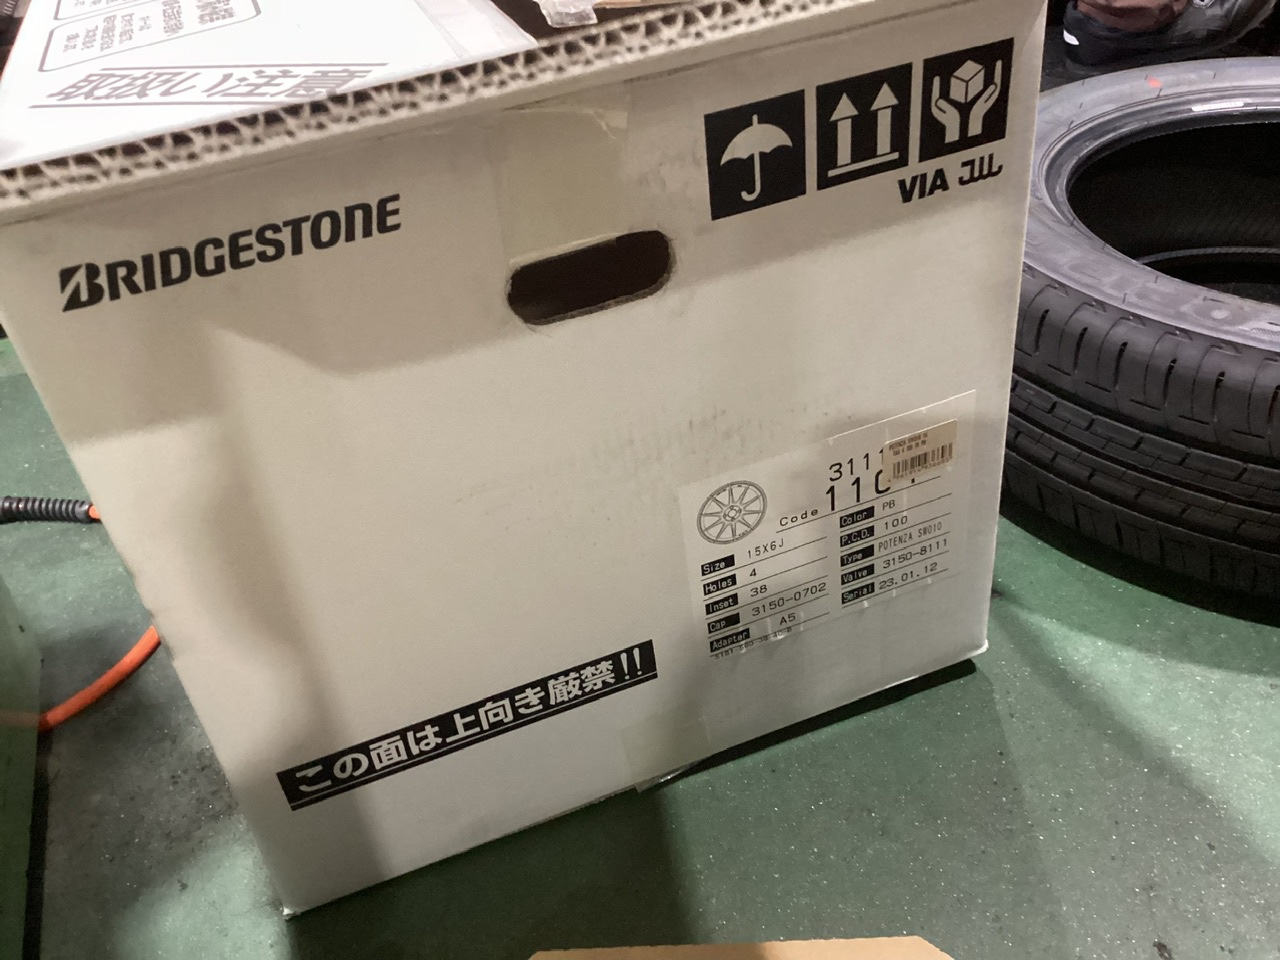 取扱い注意
BRIDGESTONE
VIA JWL
3111
Code 110
Size 15X6J
Holes 4
Inset 38
Cap 3150-0702
Adapter A5
Color PB
P.C.D. 100
Type POTENZA SW010
Valve 3150-8111
Serial 23.01.12
この面は上向き厳禁!!